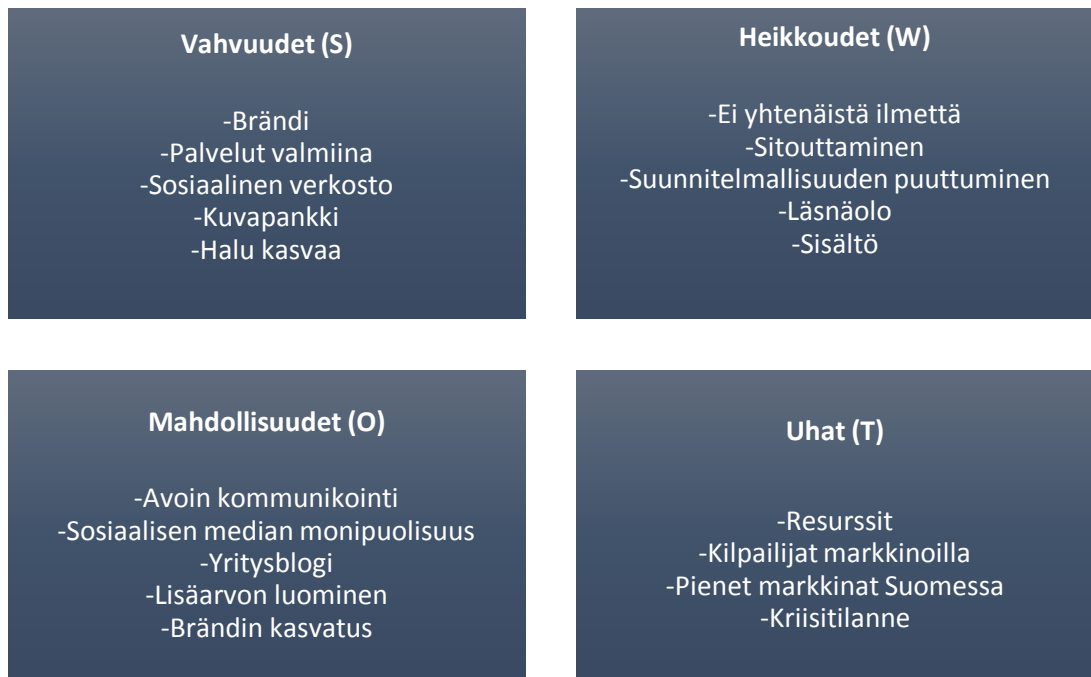 Vahvuudet (S)
-Brändi
-Palvelut valmiina
-Sosiaalinen verkosto
-Kuvapankki
-Halu kasvaa
Heikkoudet (W)
-Ei yhtenäistä ilmettä
-Sitouttaminen
-Suunnitelmallisuuden puuttuminen
-Läsnäolo
-Sisältö
Mahdollisuudet (O)
-Avoin kommunikointi
-Sosiaalisen median monipuolisuus
-Yritysblogi
-Lisäarvon luominen
-Brändin kasvatus
Uhat (T)
-Resurssit
-Kilpailijat markkinoilla
-Pienet markkinat Suomessa
-Kriisitilanne